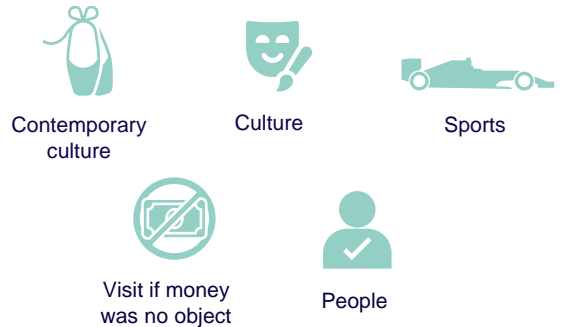 Contemporary
culture
Culture
Sports
Visit if money
was no object
People